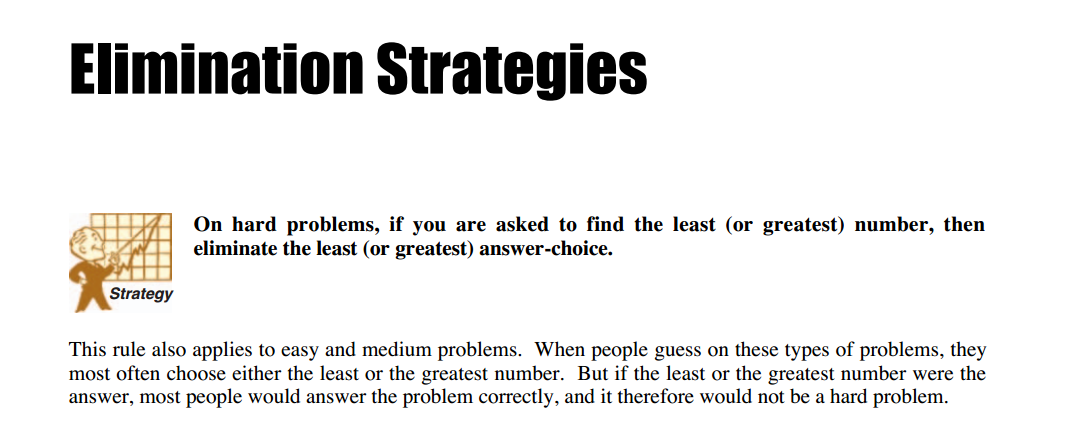 Elimination Strategies
On hard problems, if you are asked to find the least (or greatest) number, then
eliminate the least (or greatest) answer-choice.
Strategy
This rule also applies to easy and medium problems.  When people guess on these types of problems, they
most often choose either the least or the greatest number.  But if the least or the greatest number were the
answer, most people would answer the problem correctly, and it therefore would not be a hard problem.